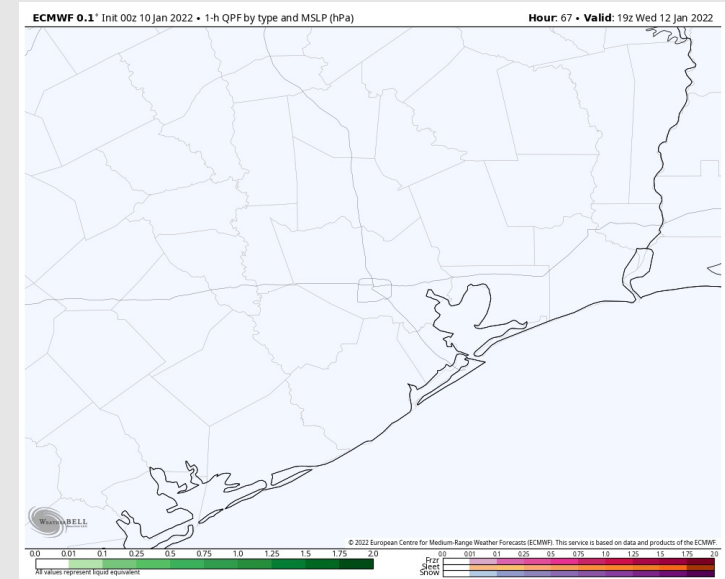 ECMWF 0.1° Init 00z 10 Jan 2022 • 1-h QPF by type and MSLP (hPa) Hour: 67 • Valid: 19z Wed 12 Jan 2022
WEATHERBELL
© 2022 European Centre for Medium-Range Weather Forecasts (ECMWF). This service is based on data and products of the ECMWF.
0.0 0.01 0.1 0.25 0.5 0.75 1.0 1.25 1.5 1.75 2.0
All values represent liquid equivalent
0.0 0.01 0.1 0.25 0.5 0.75 1.0 1.25 1.5 1.75 2.0
Frzr
Sleet
Snow